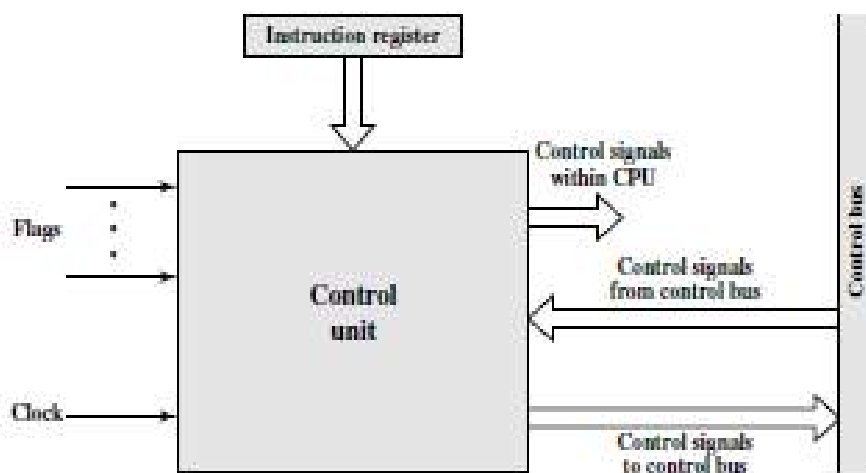 Instruction register
Control signals
within CPU
Flags
Control signals
from control bus
Control
unit
Control bus
Clock
Control signals
to control bus